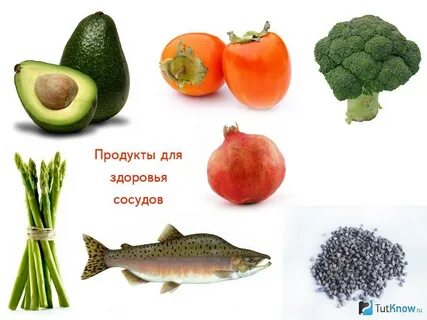 Продукты для
здоровья
сосудов
TutKnow.ru